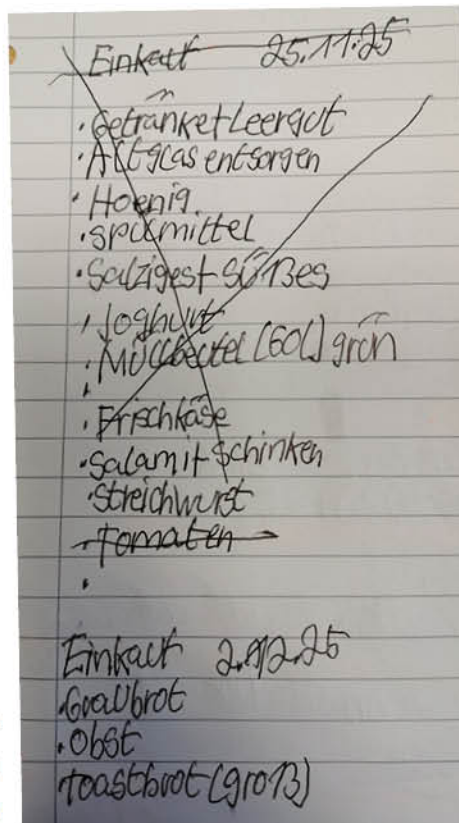 Einkauf 25.11.25
· Getränke + Leergut
· Altglas entsorgen
· Hoenig
· spülmittel
· Salziges + Süßes
· Joghurt
· Müllbeutel (60L) grün
·
· Frischkäse
· Salami + Schinken
· Streichwurst
· Tomaten
·
Einkauf 2.12.25
· Graubrot
· Obst
toastbrot (groß)